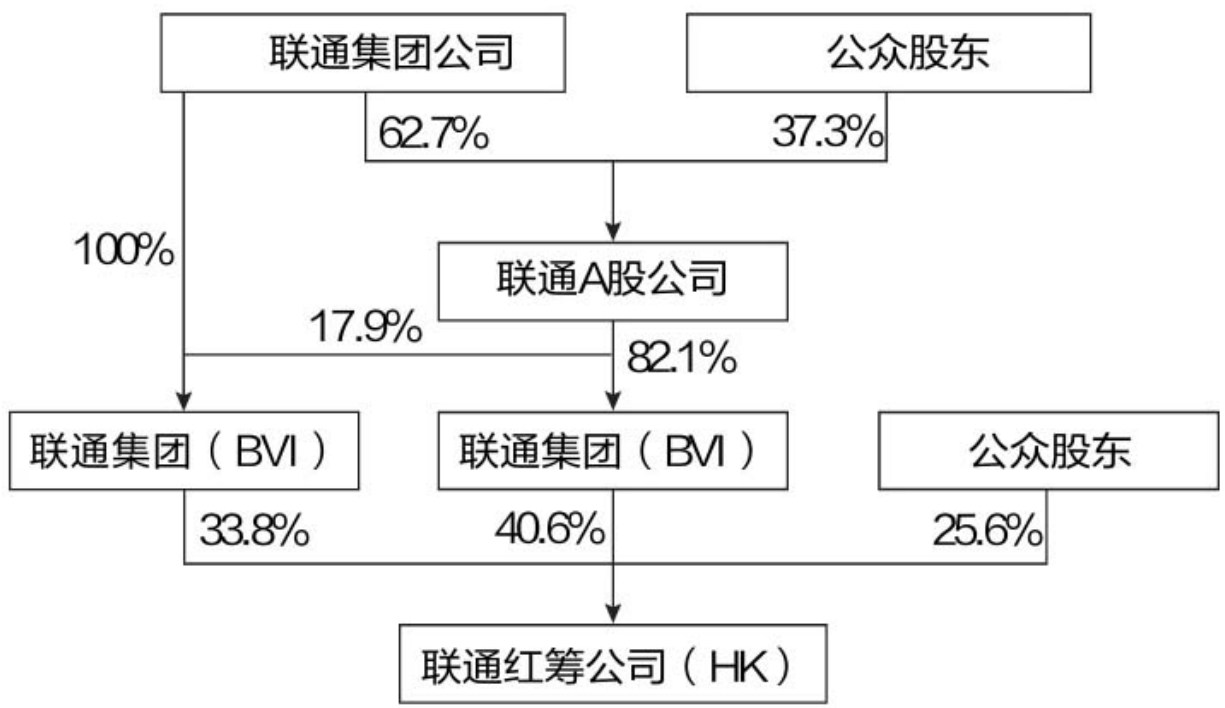 联通集团公司
公众股东
62.7%
37.3%
100%
联通A股公司
17.9%
82.1%
联通集团（BVI）
联通集团（BVI）
公众股东
33.8%
40.6%
25.6%
联通红筹公司（HK）